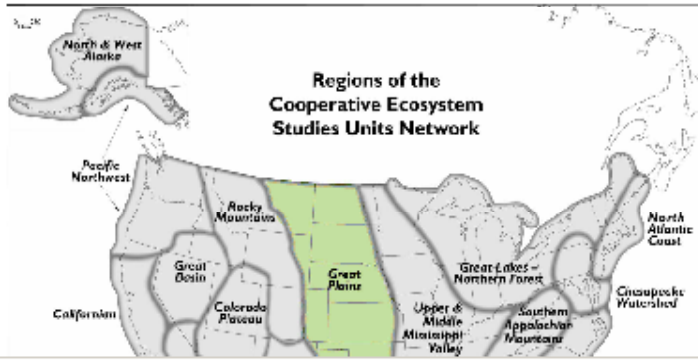 North & West
Alaska
Regions of the
Cooperative Ecosystem
Studies Units Network
Pacific
Northwest
Rocky
Mountains
North
Atlantic
Coast
Great
Basin
Great
Plains
Great Lakes –
Northern Forest
Chesapeake
Watershed
Californian
Colorado
Plateau
Upper &
Middle
Mississippi
Valley
Southern
Appalachian
Mountains